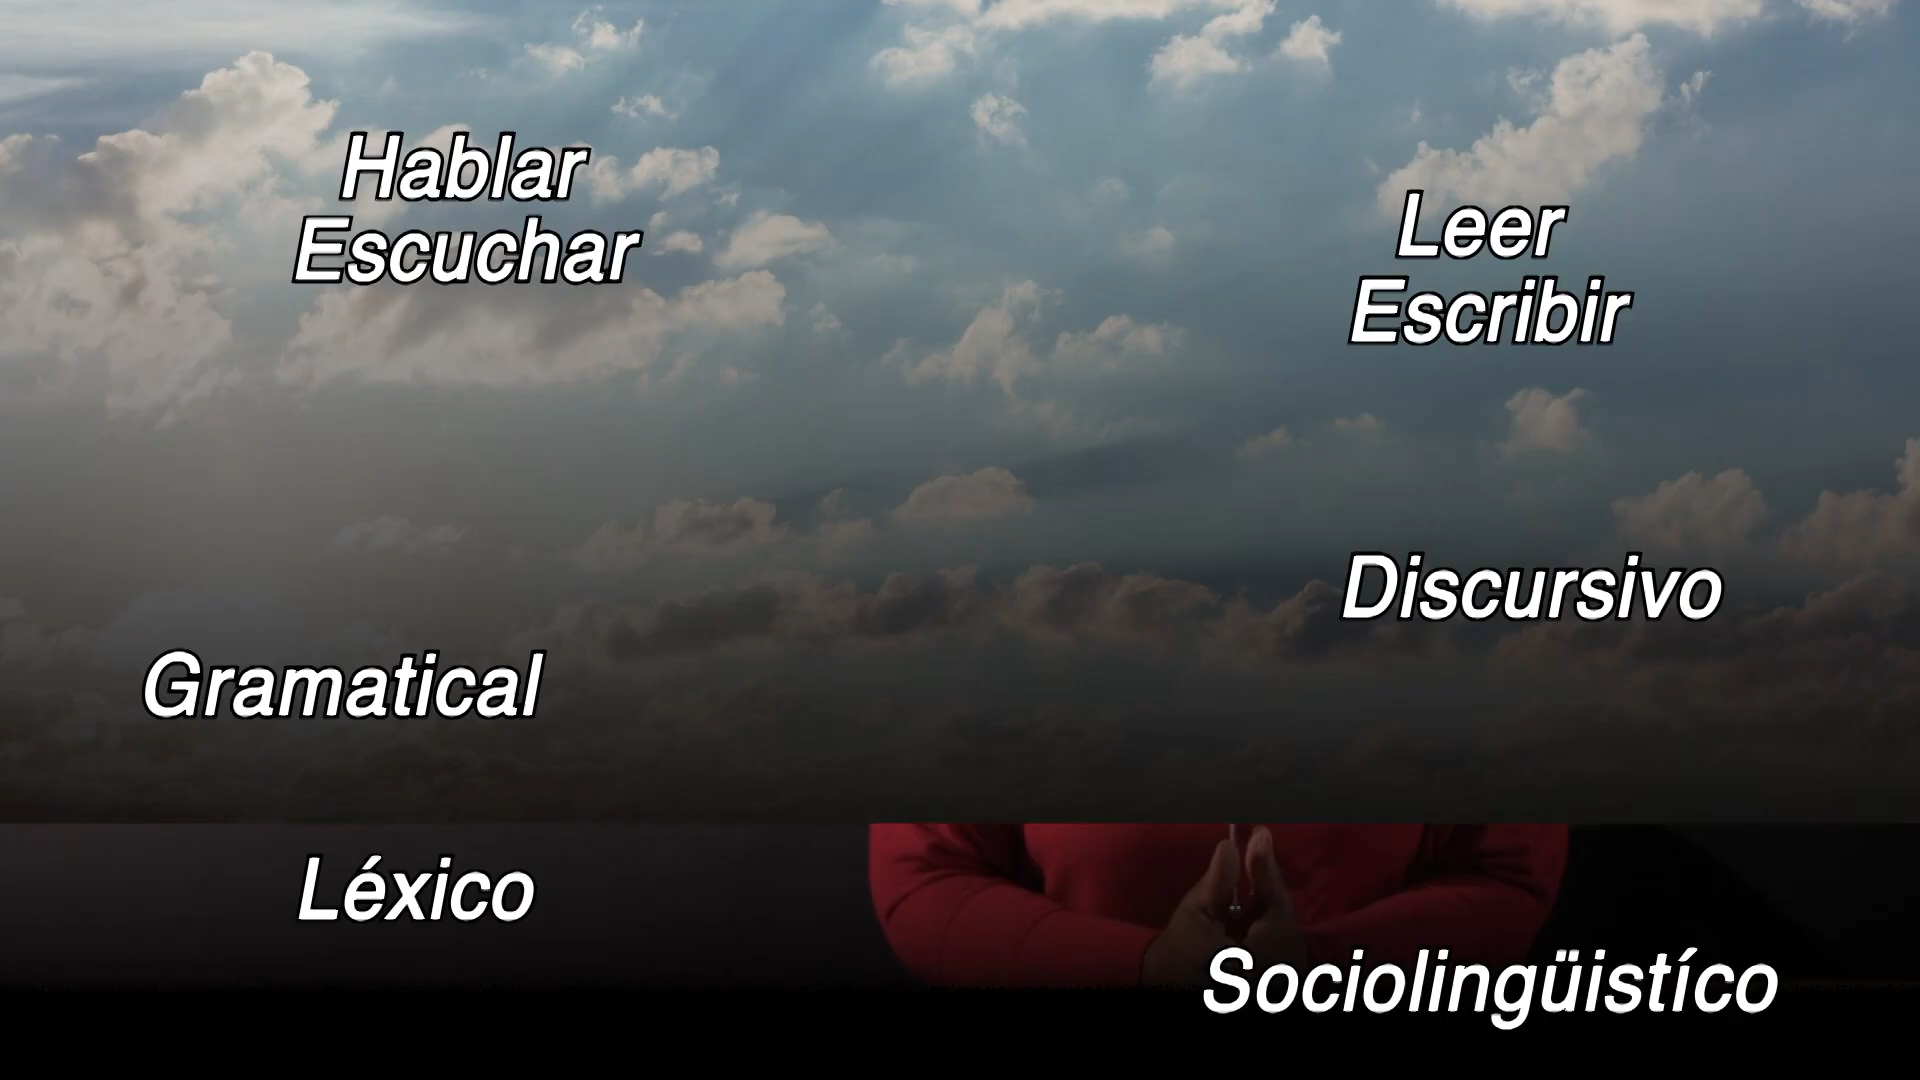 Hablar
Escuchar
Leer
Escribir
Discursivo
Gramatical
Léxico
Sociolingüistíco